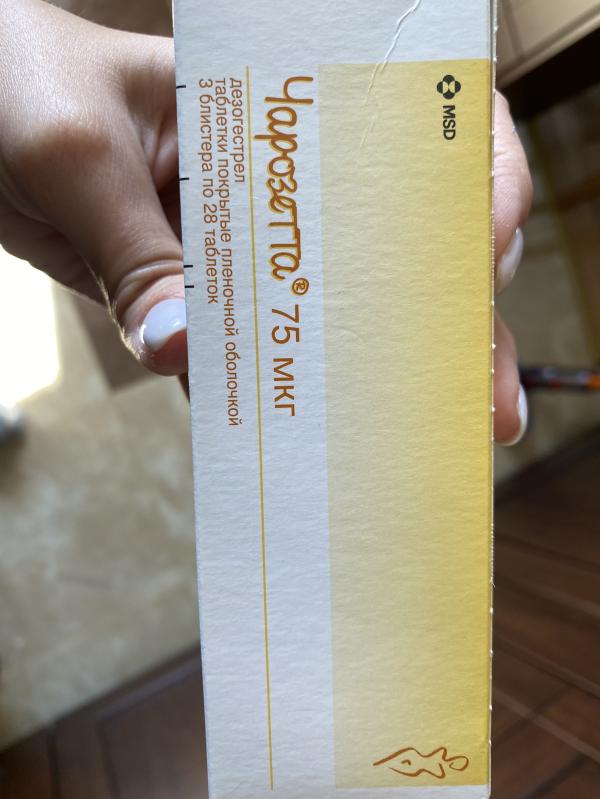 MSD
Чарозетта® 75 мкг
дезогестрел
таблетки покрытые пленочной оболочкой
3 блистера по 28 таблеток